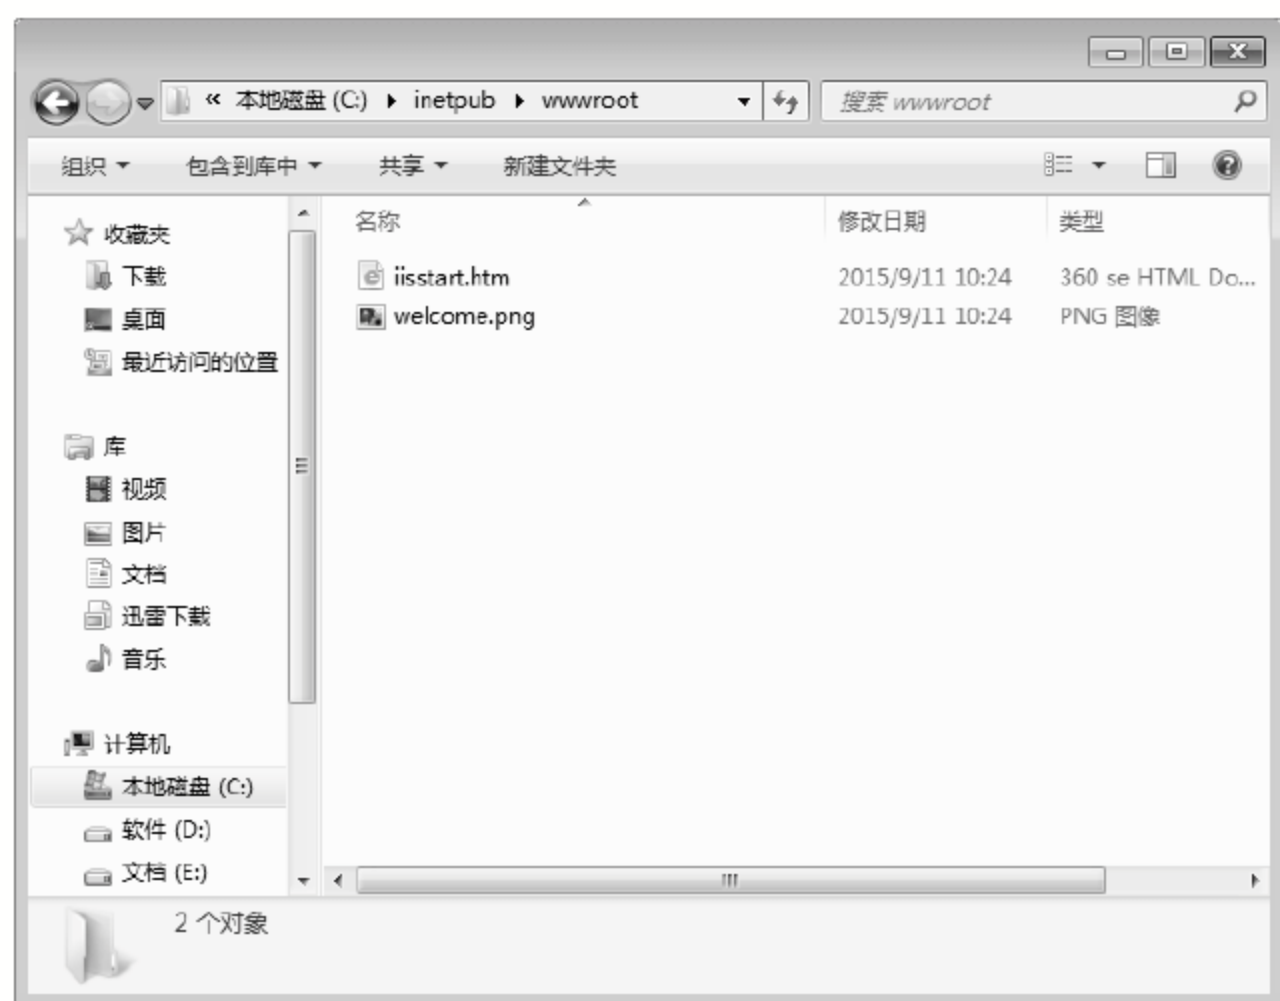 « 本地磁盘 (C:) ▸ inetpub ▸ wwwroot
搜索 wwwroot
组织 包含到库中 共享 新建文件夹
收藏夹
下载
桌面
最近访问的位置
库
视频
图片
文档
迅雷下载
音乐
计算机
本地磁盘 (C:)
软件 (D:)
文档 (E:)
名称 修改日期 类型
iisstart.htm 2015/9/11 10:24 360 se HTML Do...
welcome.png 2015/9/11 10:24 PNG 图像
2 个对象